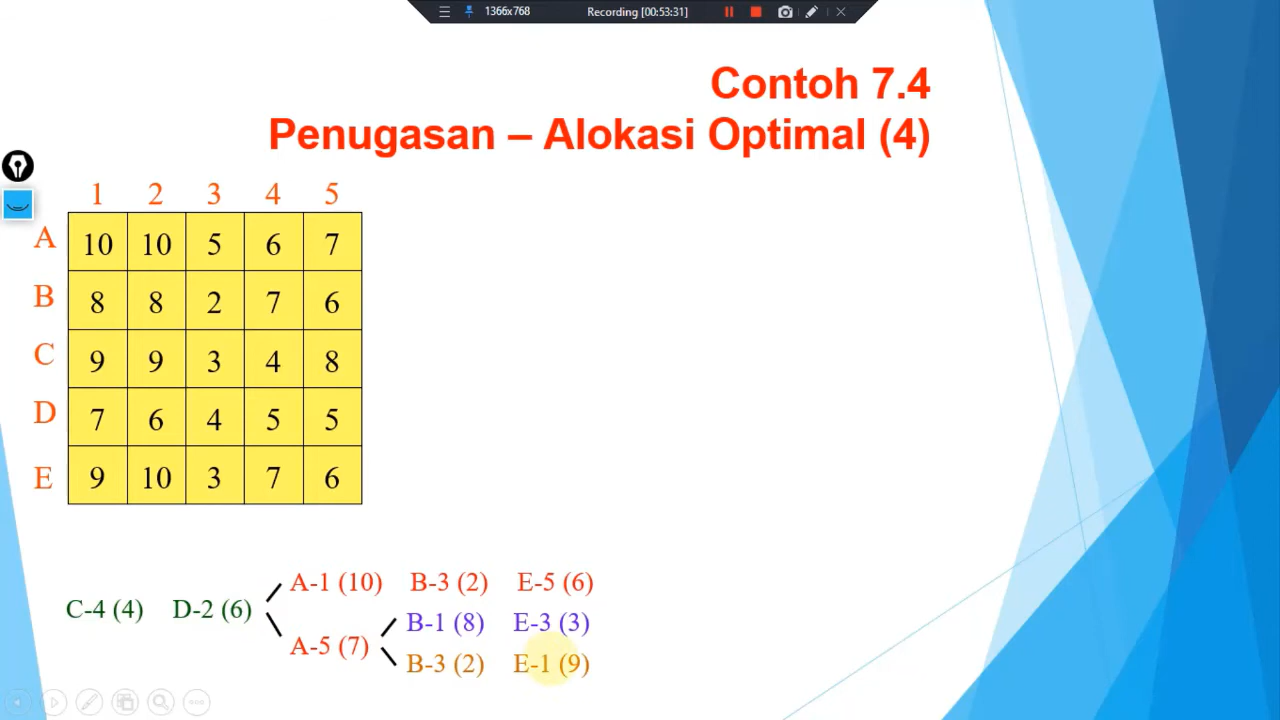 1366x768 Recording [00:53:31]
Contoh 7.4
Penugasan – Alokasi Optimal (4)
1 2 3 4 5
A 10 10 5 6 7
B 8 8 2 7 6
C 9 9 3 4 8
D 7 6 4 5 5
E 9 10 3 7 6
A-1 (10) B-3 (2) E-5 (6)
C-4 (4) D-2 (6)
B-1 (8) E-3 (3)
A-5 (7)
B-3 (2) E-1 (9)